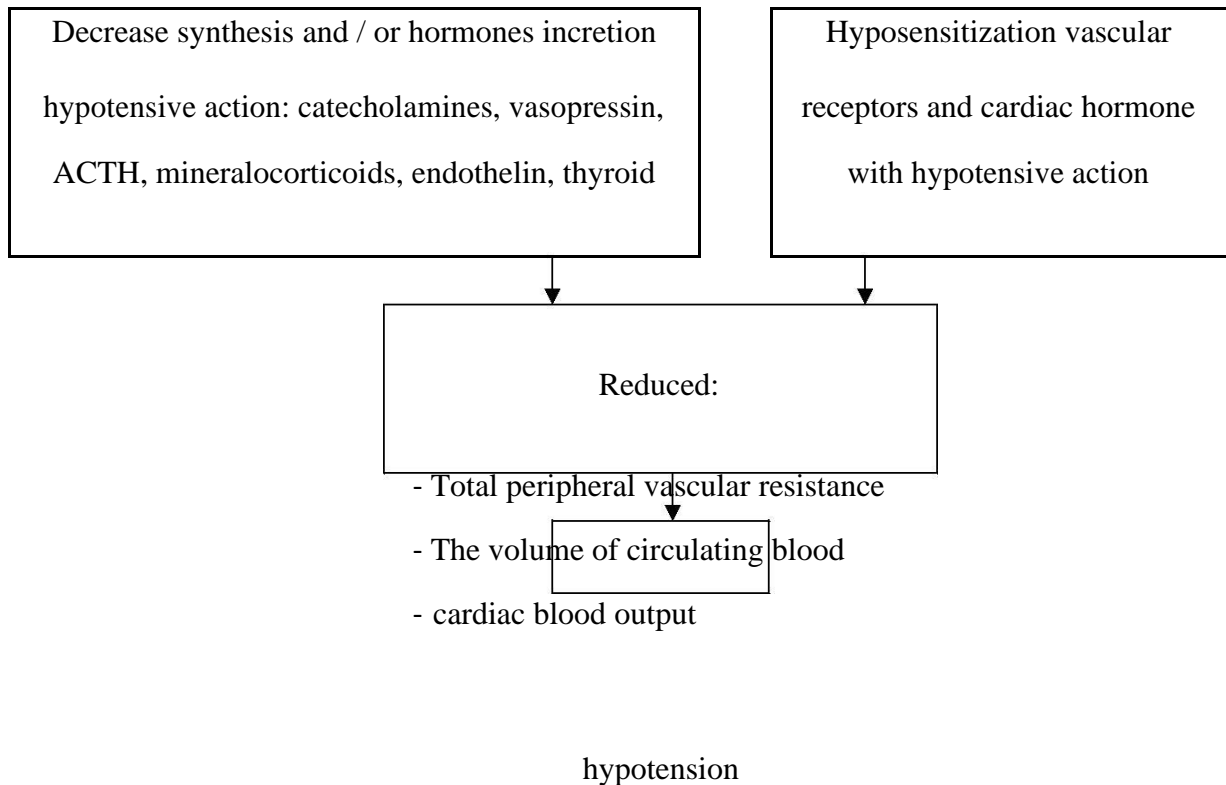 Decrease synthesis and / or hormones incretion
hypotensive action: catecholamines, vasopressin,
ACTH, mineralocorticoids, endothelin, thyroid
Hyposensitization vascular
receptors and cardiac hormone
with hypotensive action
Reduced:
- Total peripheral vascular resistance
- The volume of circulating blood
- cardiac blood output
hypotension